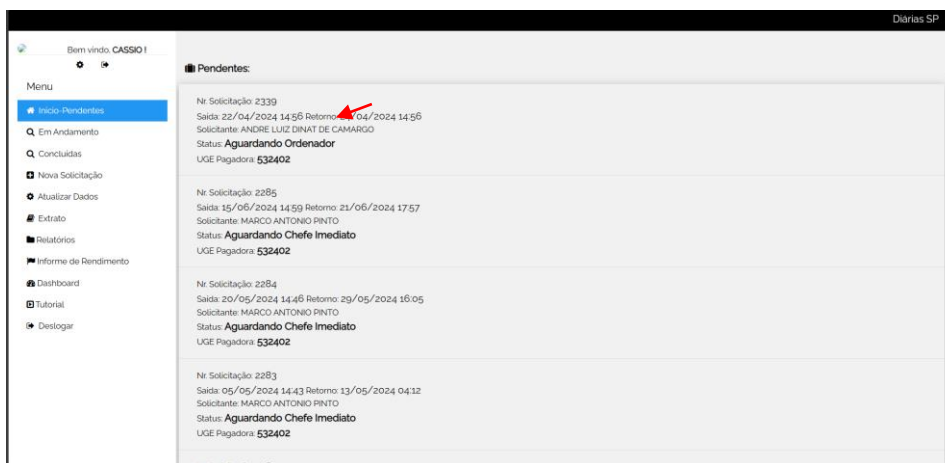 Diárias SP
Bem vindo, CASSIO !
Menu
Inicio-Pendentes
Em Andamento
Concluídas
Nova Solicitação
Atualizar Dados
Extrato
Relatórios
Informe de Rendimento
Dashboard
Tutorial
Deslogar
Pendentes:
Nr. Solicitação: 2339
Saída: 22/04/2024 14:56 Retorno: /04/2024 14:56
Solicitante: ANDRE LUIZ DINAT DE CAMARGO
Status: Aguardando Ordenador
UGE Pagadora: 532402
Nr. Solicitação: 2285
Saída: 15/06/2024 14:59 Retorno: 21/06/2024 17:57
Solicitante: MARCO ANTONIO PINTO
Status: Aguardando Chefe Imediato
UGE Pagadora: 532402
Nr. Solicitação: 2284
Saída: 20/05/2024 14:46 Retorno: 29/05/2024 16:05
Solicitante: MARCO ANTONIO PINTO
Status: Aguardando Chefe Imediato
UGE Pagadora: 532402
Nr. Solicitação: 2283
Saída: 05/05/2024 14:43 Retorno: 13/05/2024 04:12
Solicitante: MARCO ANTONIO PINTO
Status: Aguardando Chefe Imediato
UGE Pagadora: 532402